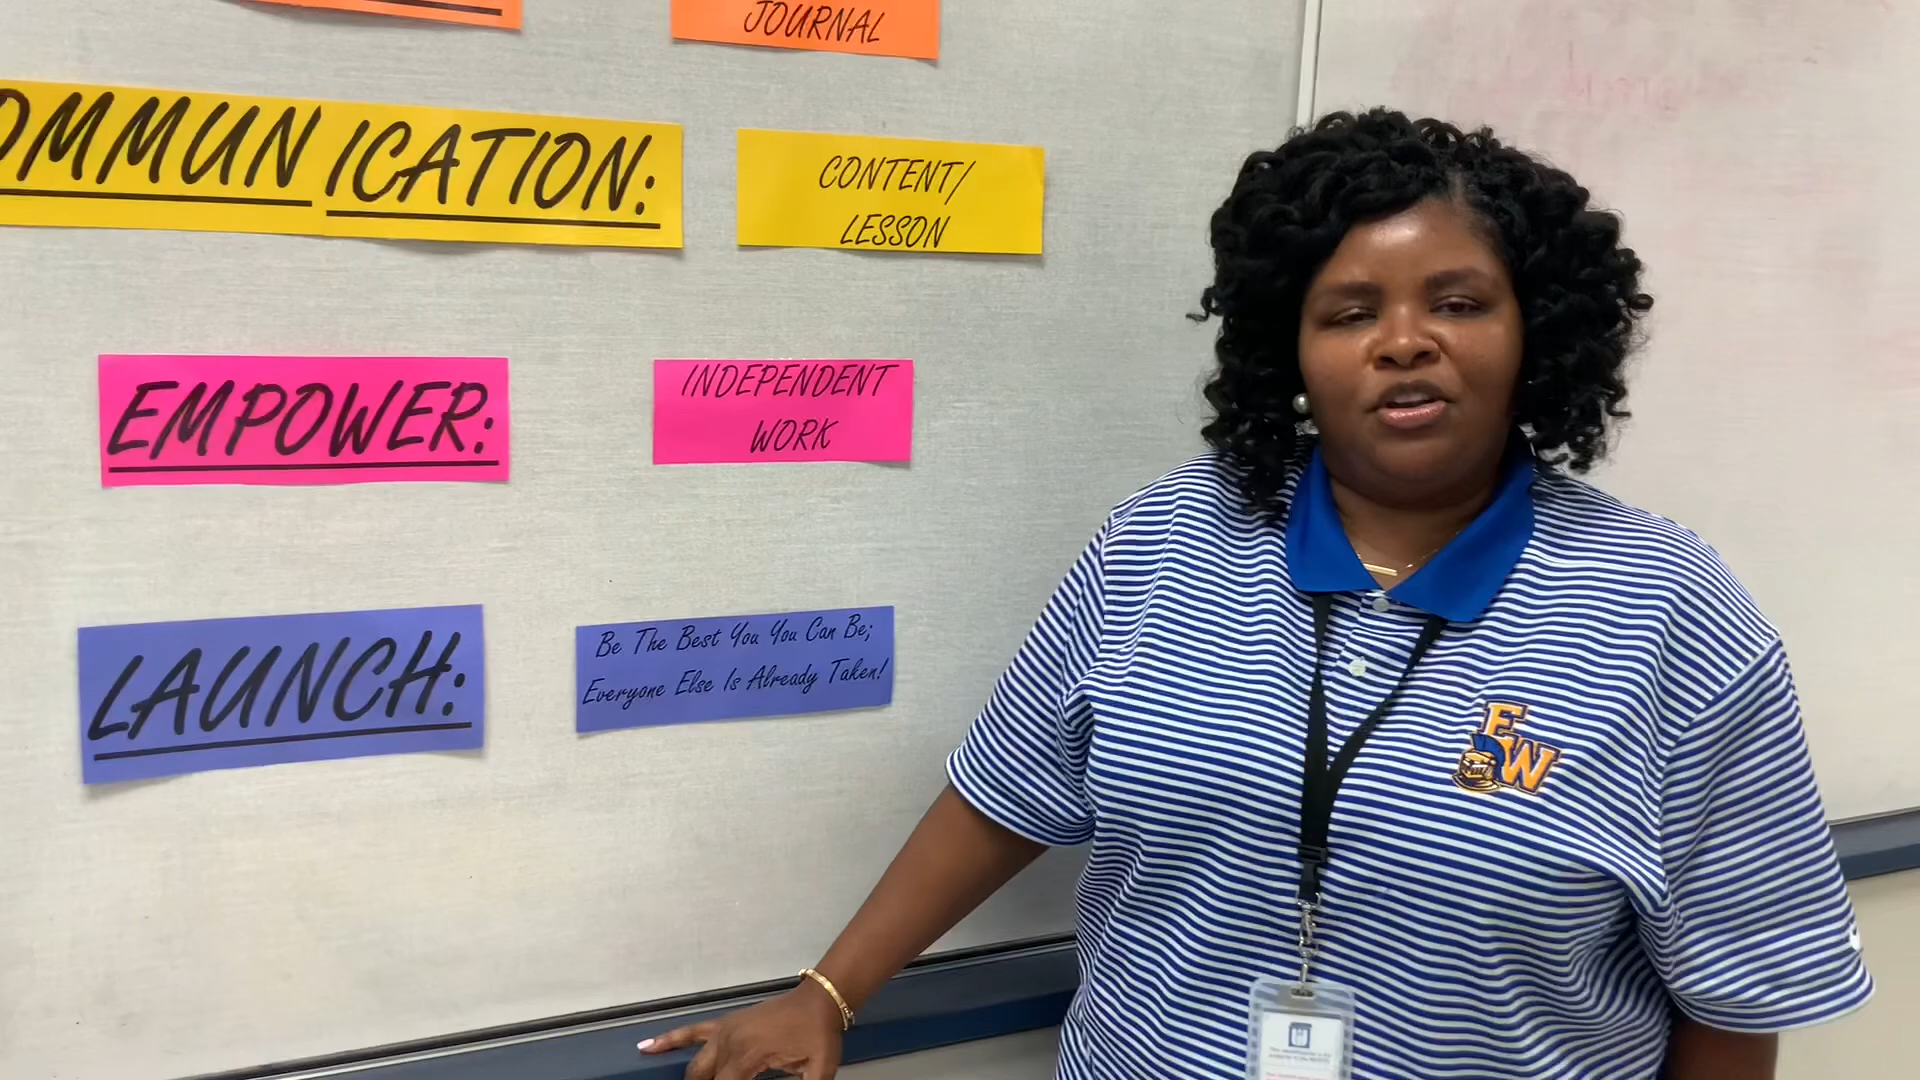 JOURNAL
OMMUNICATION:
CONTENT/
LESSON
EMPOWER:
INDEPENDENT
WORK
LAUNCH:
Be The Best You You Can Be;
Everyone Else Is Already Taken!
EW